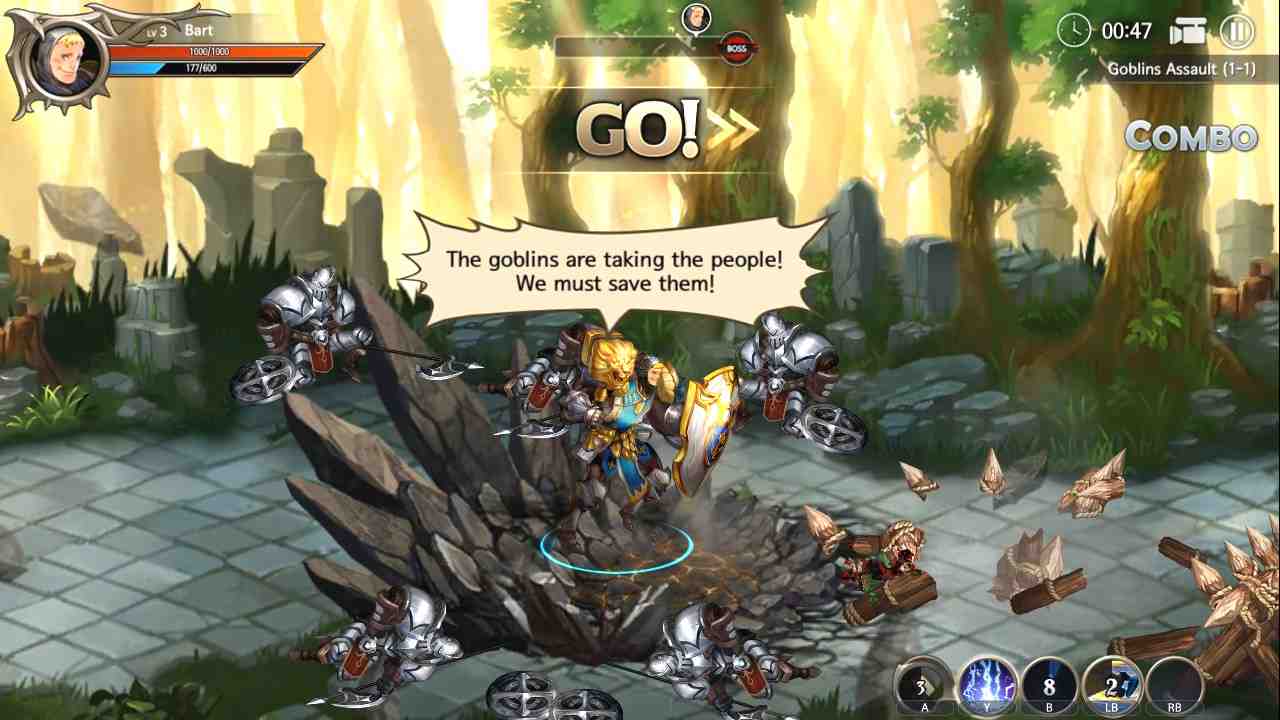 LV 3 Bart
1000/1000
177/600
BOSS
00:47
Goblins Assault (1-1)
GO!
COMBO
The goblins are taking the people!
We must save them!
3 8 2
A Y B LB RB